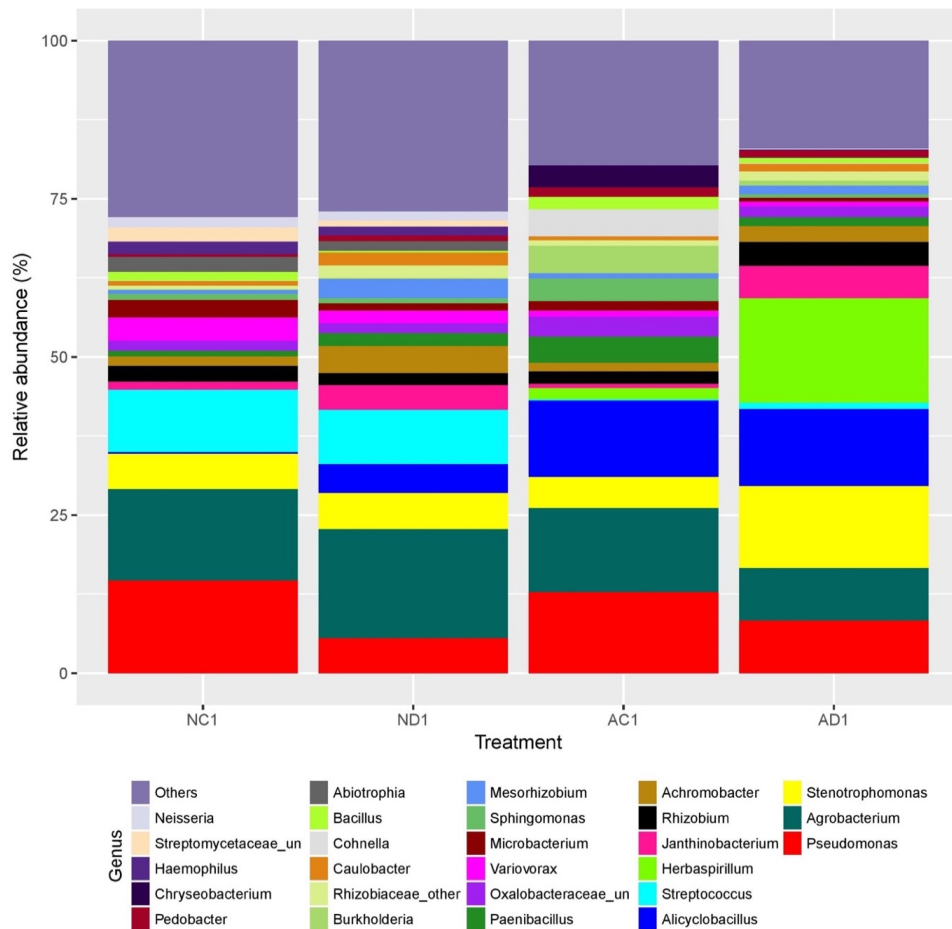 100
75
50
25
0
Relative abundance (%)
NC1 ND1 AC1 AD1
Treatment
Genus
Others Abiotrophia Mesorhizobium Achromobacter Stenotrophomonas
Neisseria Bacillus Sphingomonas Rhizobium Agrobacterium
Streptomycetaceae_un Cohnella Microbacterium Janthinobacterium Pseudomonas
Haemophilus Caulobacter Variovorax Herbaspirillum
Chryseobacterium Rhizobiaceae_other Oxalobacteraceae_un Streptococcus
Pedobacter Burkholderia Paenibacillus Alicyclobacillus